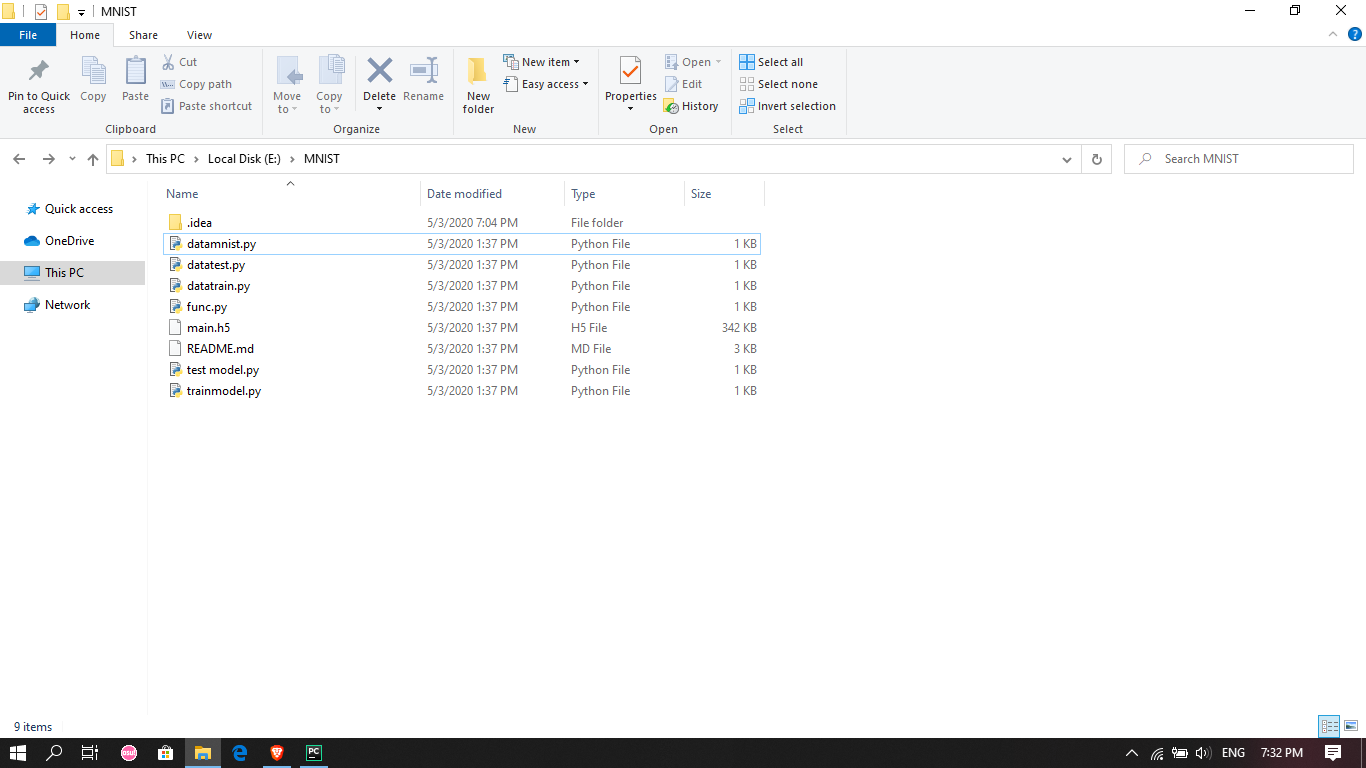 MNIST
File Home Share View
Pin to Quick access
Copy
Paste
Cut
Copy path
Paste shortcut
Clipboard
Move to
Copy to
Delete
Rename
Organize
New folder
New item
Easy access
New
Properties
Open
Edit
History
Open
Select all
Select none
Invert selection
Select
This PC > Local Disk (E:) > MNIST
Search MNIST
Quick access
OneDrive
This PC
Network
Name Date modified Type Size
.idea 5/3/2020 7:04 PM File folder
datamnist.py 5/3/2020 1:37 PM Python File 1 KB
datatest.py 5/3/2020 1:37 PM Python File 1 KB
datatrain.py 5/3/2020 1:37 PM Python File 1 KB
func.py 5/3/2020 1:37 PM Python File 1 KB
main.h5 5/3/2020 1:37 PM H5 File 342 KB
README.md 5/3/2020 1:37 PM MD File 3 KB
test model.py 5/3/2020 1:37 PM Python File 1 KB
trainmodel.py 5/3/2020 1:37 PM Python File 1 KB
9 items
osu!
PC
ENG 7:32 PM